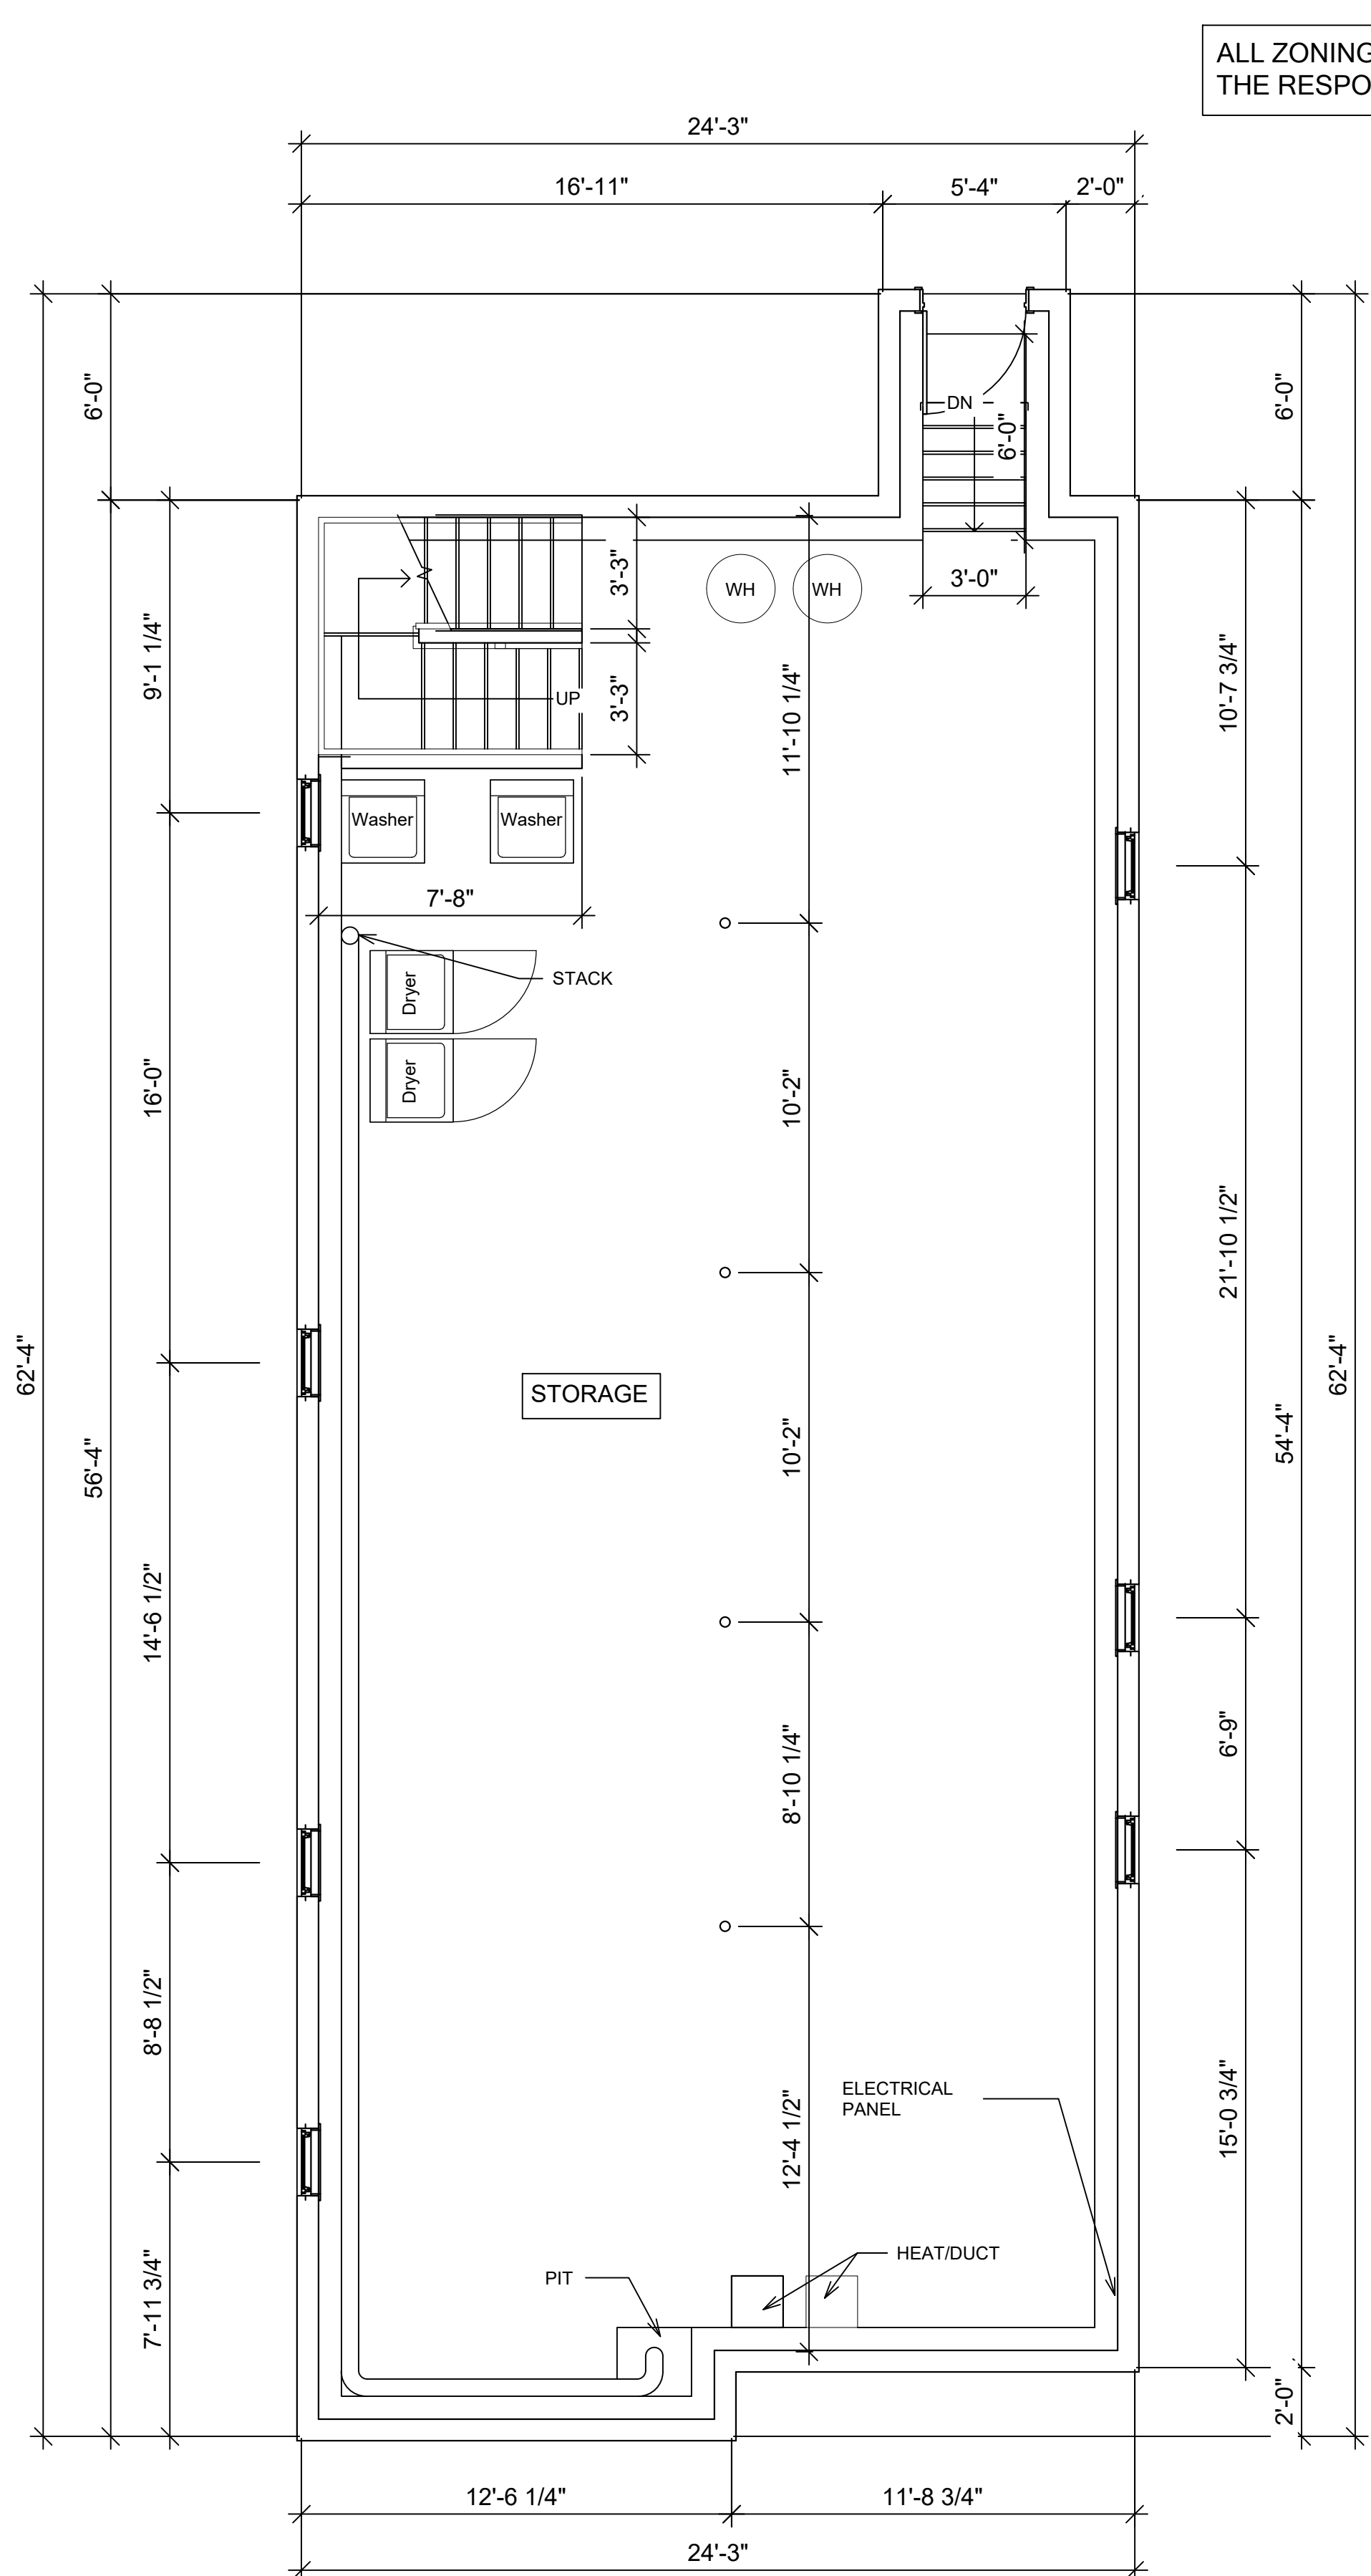 ALL ZONING
THE RESPO
24'-3"
16'-11"
5'-4"
2'-0"
6'-0"
6'-0"
DN
6'-0"
3'-3"
WH
WH
3'-0"
9'-1 1/4"
10'-7 3/4"
UP
3'-3"
11'-10 1/4"
Washer
Washer
7'-8"
STACK
Dryer
Dryer
16'-0"
10'-2"
21'-10 1/2"
62'-4"
62'-4"
STORAGE
56'-4"
10'-2"
54'-4"
14'-6 1/2"
8'-10 1/4"
6'-9"
8'-8 1/2"
ELECTRICAL
PANEL
12'-4 1/2"
15'-0 3/4"
HEAT/DUCT
PIT
7'-11 3/4"
2'-0"
12'-6 1/4"
11'-8 3/4"
24'-3"